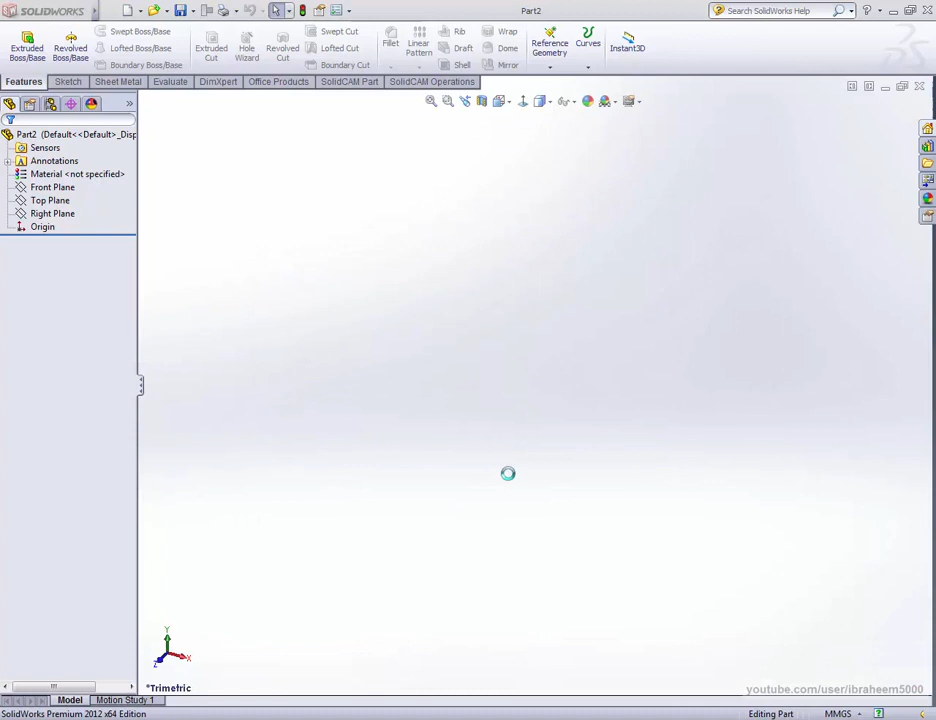 SOLIDWORKS
Part2
Search SolidWorks Help
Extruded Boss/Base
Revolved Boss/Base
Swept Boss/Base
Lofted Boss/Base
Boundary Boss/Base
Extruded Cut
Hole Wizard
Revolved Cut
Swept Cut
Lofted Cut
Boundary Cut
Fillet
Linear Pattern
Rib
Draft
Shell
Wrap
Dome
Mirror
Reference Geometry
Curves
Instant3D
Features
Sketch
Sheet Metal
Evaluate
DimXpert
Office Products
SolidCAM Part
SolidCAM Operations
Part2 (Default<<Default>_Disp
Sensors
Annotations
Material <not specified>
Front Plane
Top Plane
Right Plane
Origin
Y
X
Z
*Trimetric
youtube.com/user/ibraheem5000
Model
Motion Study 1
SolidWorks Premium 2012 x64 Edition
Editing Part
MMGS